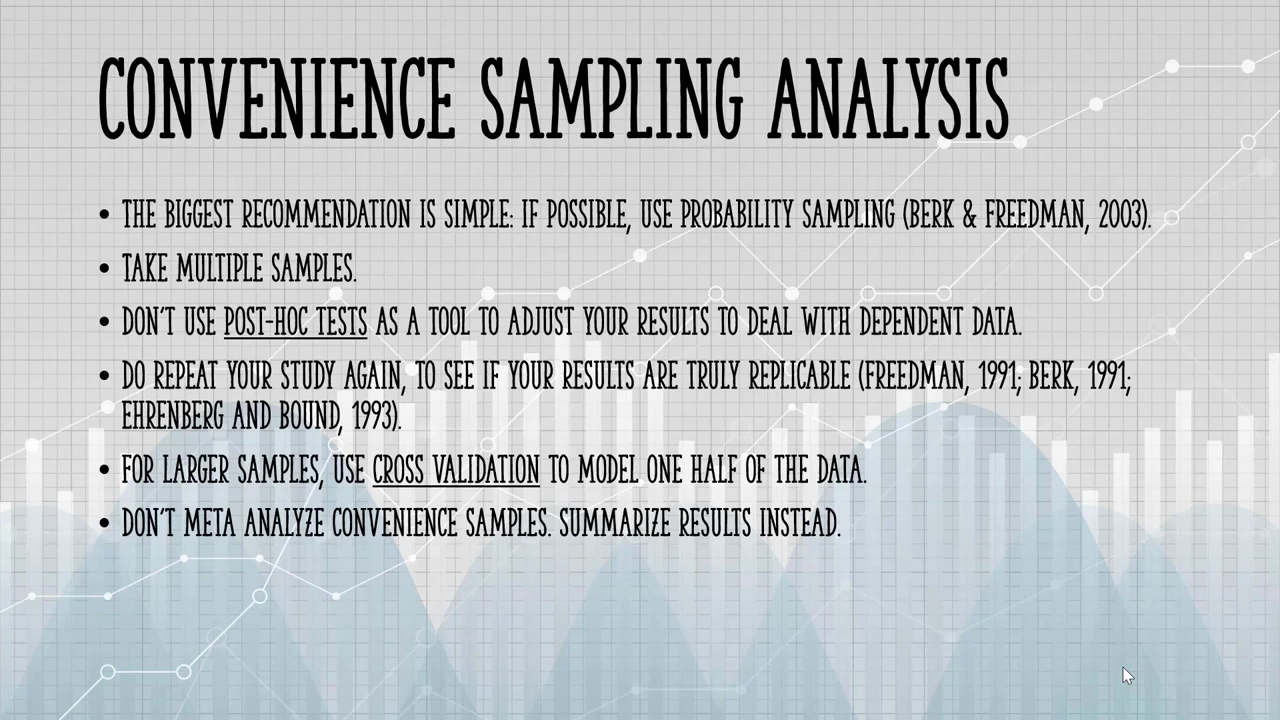 CONVENIENCE SAMPLING ANALYSIS
• THE BIGGEST RECOMMENDATION IS SIMPLE: IF POSSIBLE, USE PROBABILITY SAMPLING (BERK & FREEDMAN, 2003).
• TAKE MULTIPLE SAMPLES.
• DON'T USE POST-HOC TESTS AS A TOOL TO ADJUST YOUR RESULTS TO DEAL WITH DEPENDENT DATA.
• DO REPEAT YOUR STUDY AGAIN, TO SEE IF YOUR RESULTS ARE TRULY REPLICABLE (FREEDMAN, 1991; BERK, 1991;
EHRENBERG AND BOUND, 1993).
• FOR LARGER SAMPLES, USE CROSS VALIDATION TO MODEL ONE HALF OF THE DATA.
• DON'T META ANALYZE CONVENIENCE SAMPLES. SUMMARIZE RESULTS INSTEAD.